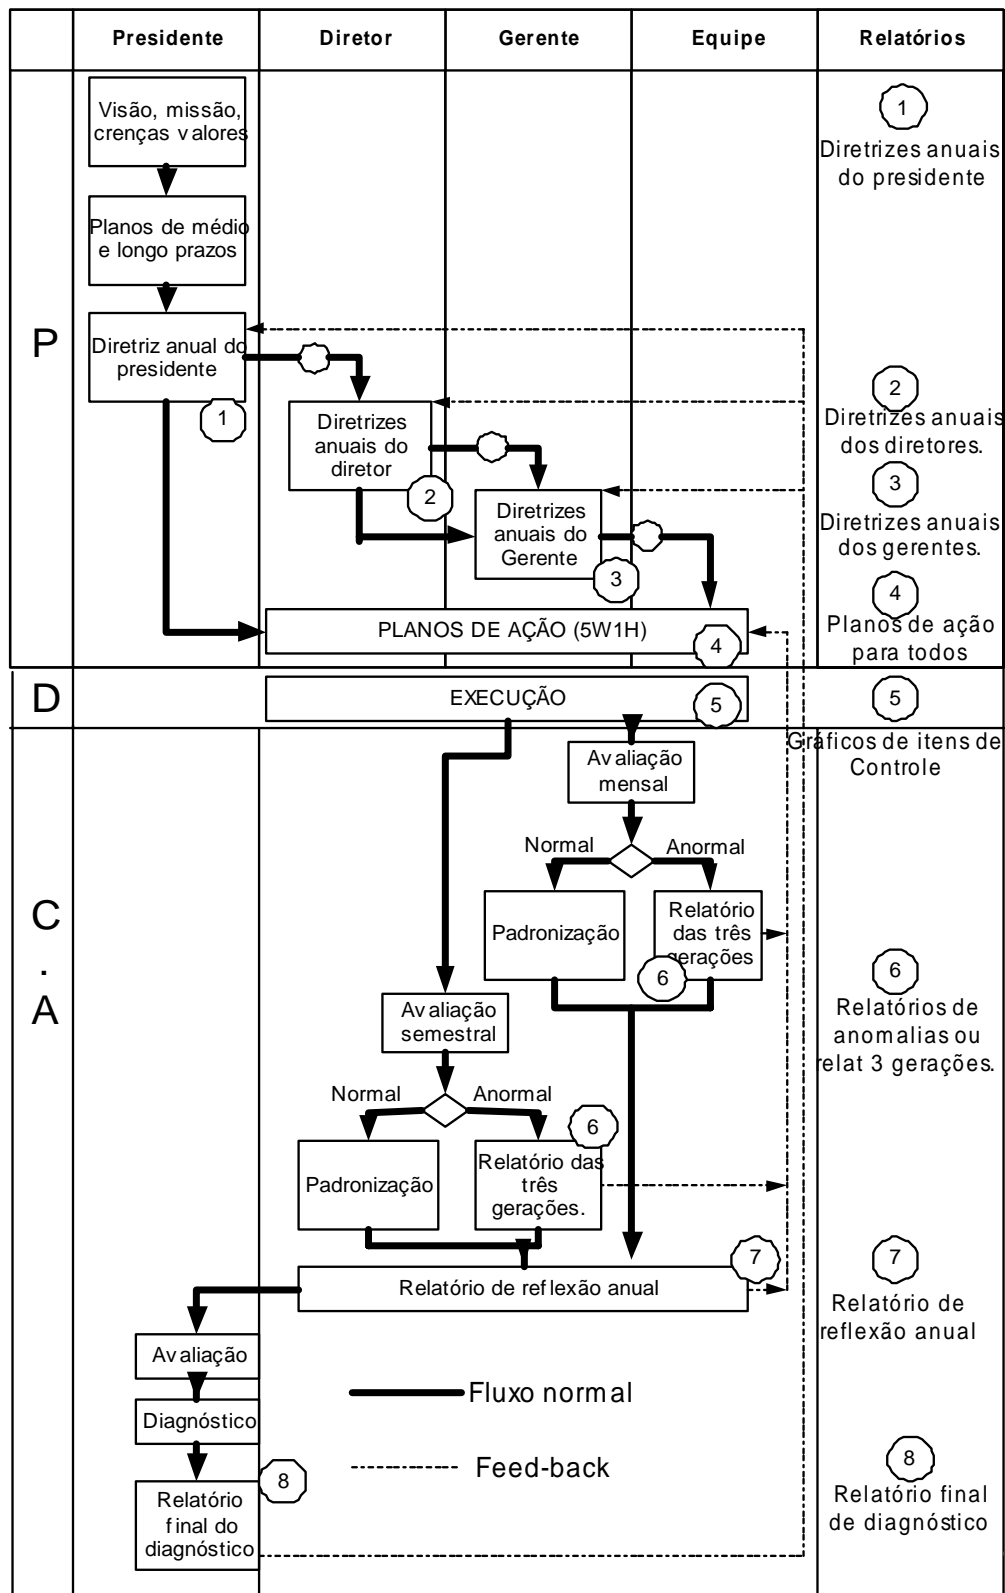 Presidente
Diretor
Gerente
Equipe
Relatórios
Visão, missão,
crenças valores
1
Diretrizes anuais
do presidente
Planos de médio
e longo prazos
P
Diretriz anual do
presidente
1
2
Diretrizes anuais
dos diretores.
Diretrizes
anuais do
diretor
2
3
Diretrizes anuais
dos gerentes.
Diretrizes
anuais do
Gerente
3
4
Planos de ação
para todos
PLANOS DE AÇÃO (5W1H)
4
D
EXECUÇÃO
5
5
Gráficos de itens de
Controle
Avaliação
mensal
Normal
Anormal
C
.
A
Padronização
Relatório
das três
gerações
6
6
Relatórios de
anomalias ou
relat 3 gerações.
Avaliação
semestral
Normal
Anormal
6
Padronização
Relatório das
três
gerações.
7
7
Relatório de reflexão anual
Relatório de
reflexão anual
Avaliação
Fluxo normal
Diagnóstico
Feed-back
8
8
Relatório
final do
diagnóstico
Relatório final
de diagnóstico